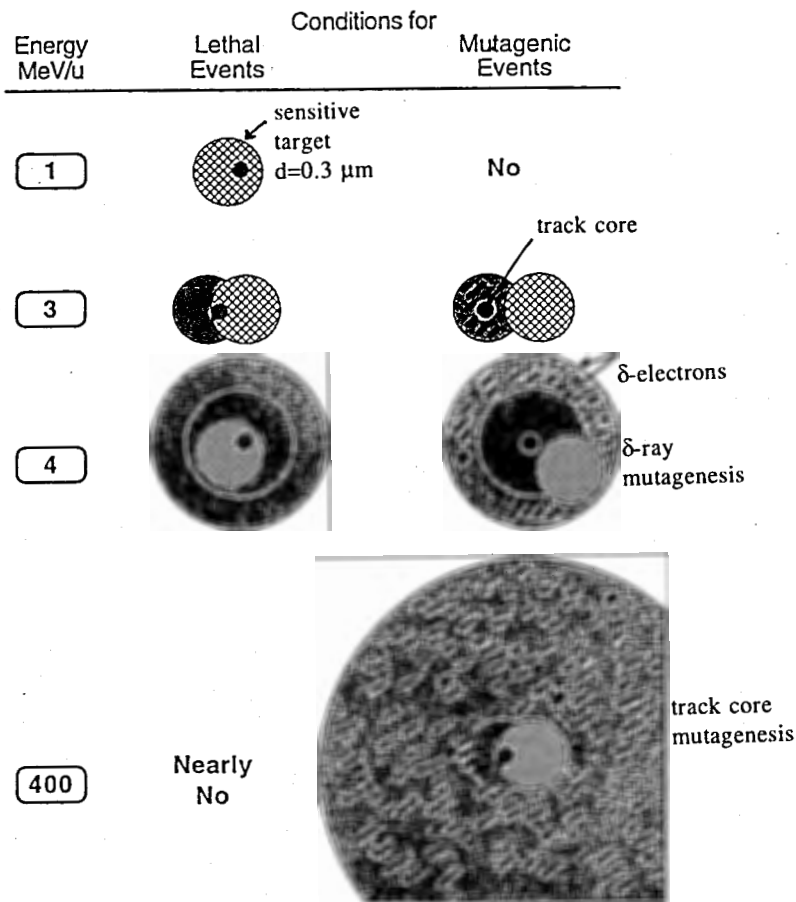 Conditions for
Energy
MeV/u
Lethal
Events
Mutagenic
Events
sensitive
target
d=0.3 μm
1
No
track core
3
δ-electrons
4
δ-ray
mutagenesis
track core
mutagenesis
400
Nearly
No